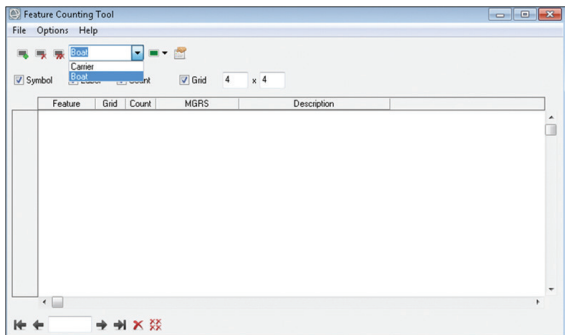 Feature Counting Tool
File Options Help
Boat
Carrier
Boat
Symbol Label Count Grid 4 x 4
Feature Grid Count MGRS Description